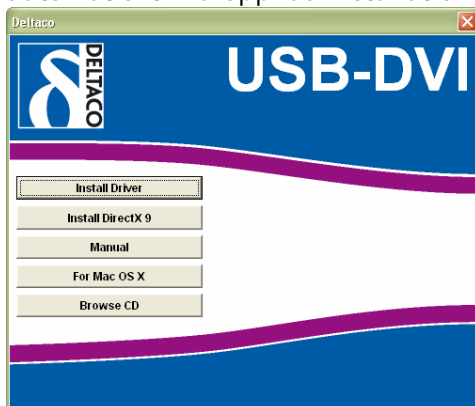 Deltaco
DELTACO
USB-DVI
Install Driver
Install DirectX 9
Manual
For Mac OS X
Browse CD